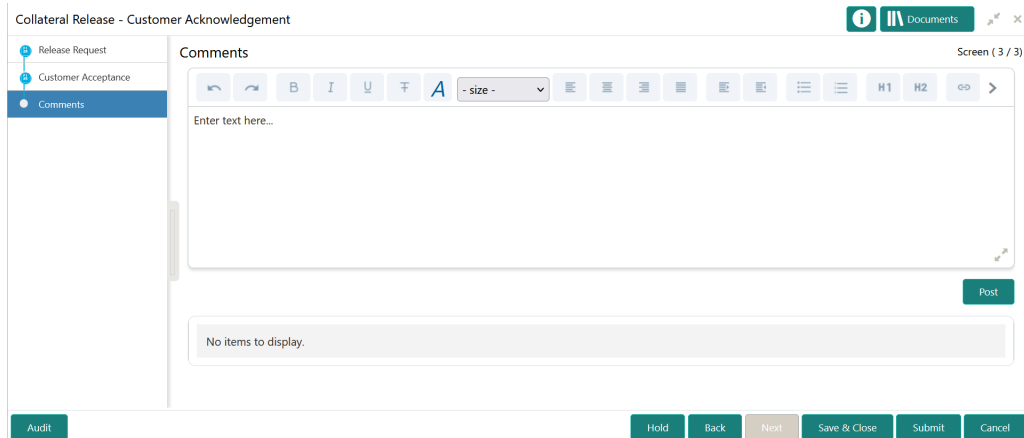 Collateral Release - Customer Acknowledgement
Documents
Release Request
Customer Acceptance
Comments
Comments
Screen ( 3 / 3)
B I U T A - size - H1 H2
Enter text here...
Post
No items to display.
Audit
Hold Back Next Save & Close Submit Cancel